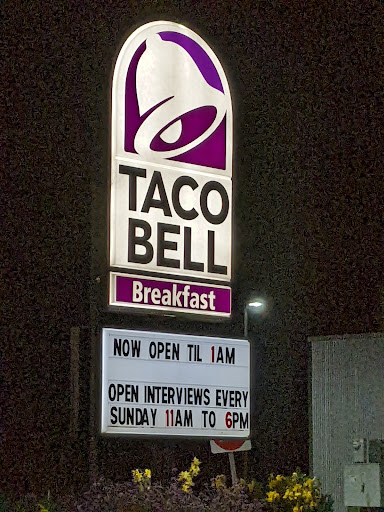 TACO
BELL
Breakfast
NOW OPEN TIL 1AM
OPEN INTERVIEWS EVERY
SUNDAY 11AM TO 6PM